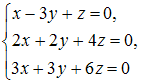 x − 3y + z = 0,
2x + 2y + 4z = 0,
3x + 3y + 6z = 0